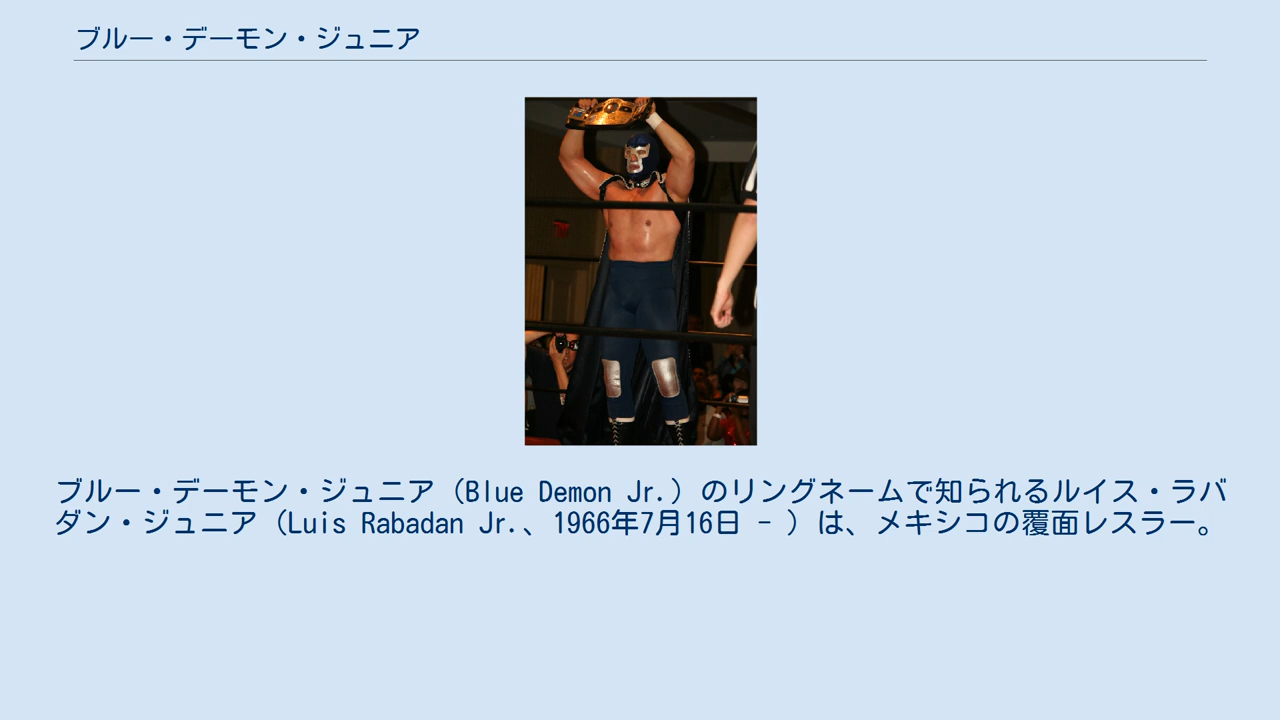 ブルー・デーモン・ジュニア
ブルー・デーモン・ジュニア（Blue Demon Jr.）のリングネームで知られるルイス・ラバ
ダン・ジュニア（Luis Rabadan Jr.、1966年7月16日 - ）は、メキシコの覆面レスラー。